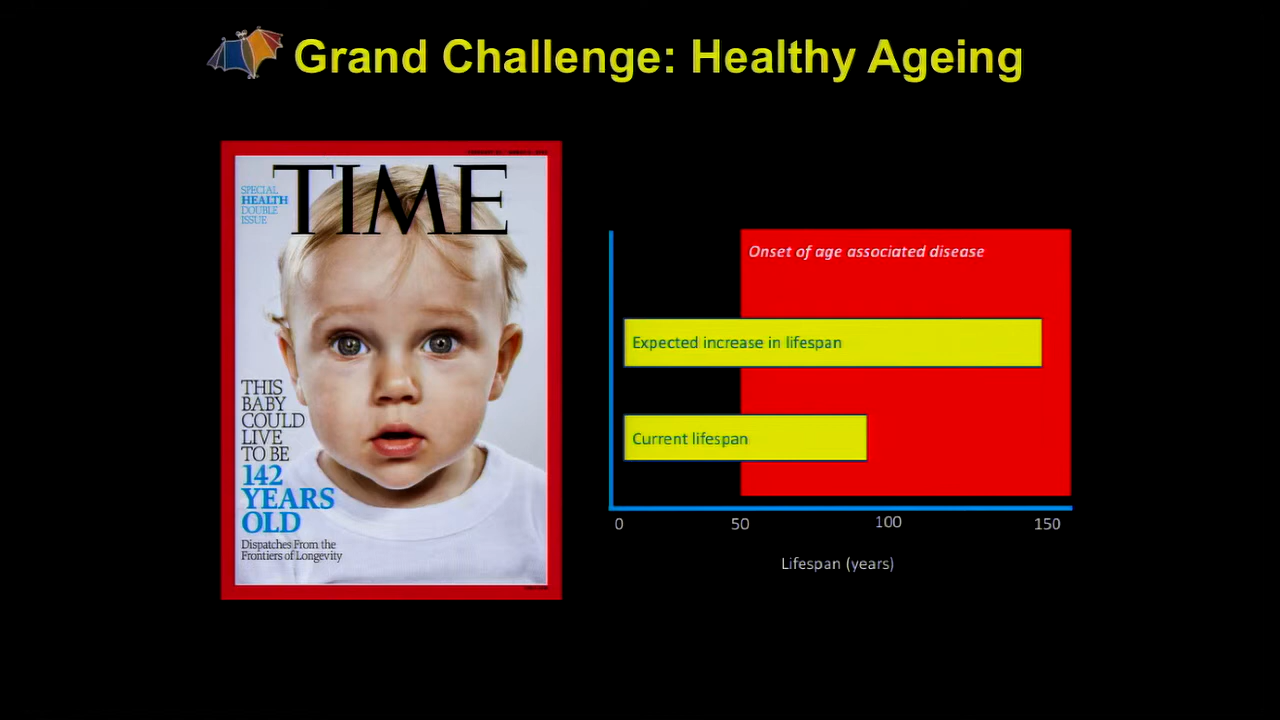 Grand Challenge: Healthy Ageing
TIME
SPECIAL
HEALTH
DOUBLE
ISSUE
THIS
BABY
COULD
LIVE
TO BE
142
YEARS
OLD
Dispatches From the
Frontiers of Longevity
Onset of age associated disease
Expected increase in lifespan
Current lifespan
0 50 100 150
Lifespan (years)